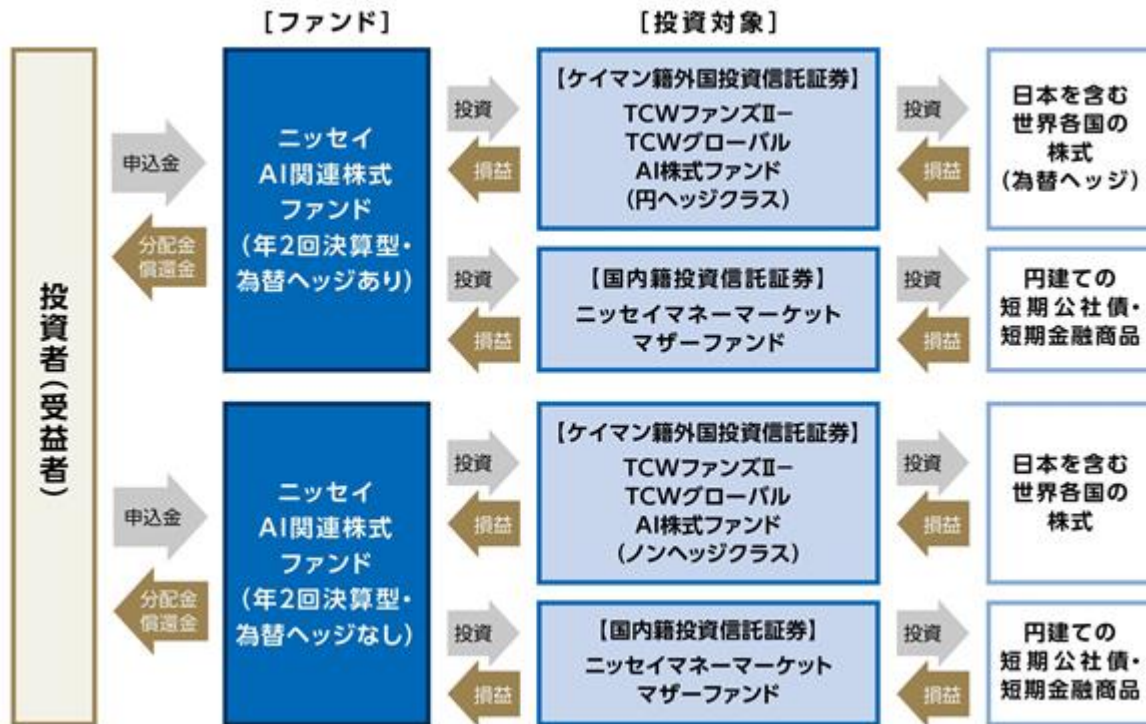 [ファンド]
[投資対象]
投資者(受益者)
申込金
分配金
償還金
ニッセイ
AI関連株式
ファンド
(年2回決算型・
為替ヘッジあり)
投資
損益
【ケイマン籍外国投資信託証券】
TCWファンズⅡー
TCWグローバル
AI株式ファンド
(円ヘッジクラス)
投資
損益
日本を含む
世界各国の
株式
(為替ヘッジ)
投資
損益
【国内籍投資信託証券】
ニッセイマネーマーケット
マザーファンド
投資
損益
円建ての
短期公社債・
短期金融商品
申込金
分配金
償還金
ニッセイ
AI関連株式
ファンド
(年2回決算型・
為替ヘッジなし)
投資
損益
【ケイマン籍外国投資信託証券】
TCWファンズⅡー
TCWグローバル
AI株式ファンド
(ノンヘッジクラス)
投資
損益
日本を含む
世界各国の
株式
投資
損益
【国内籍投資信託証券】
ニッセイマネーマーケット
マザーファンド
投資
損益
円建ての
短期公社債・
短期金融商品